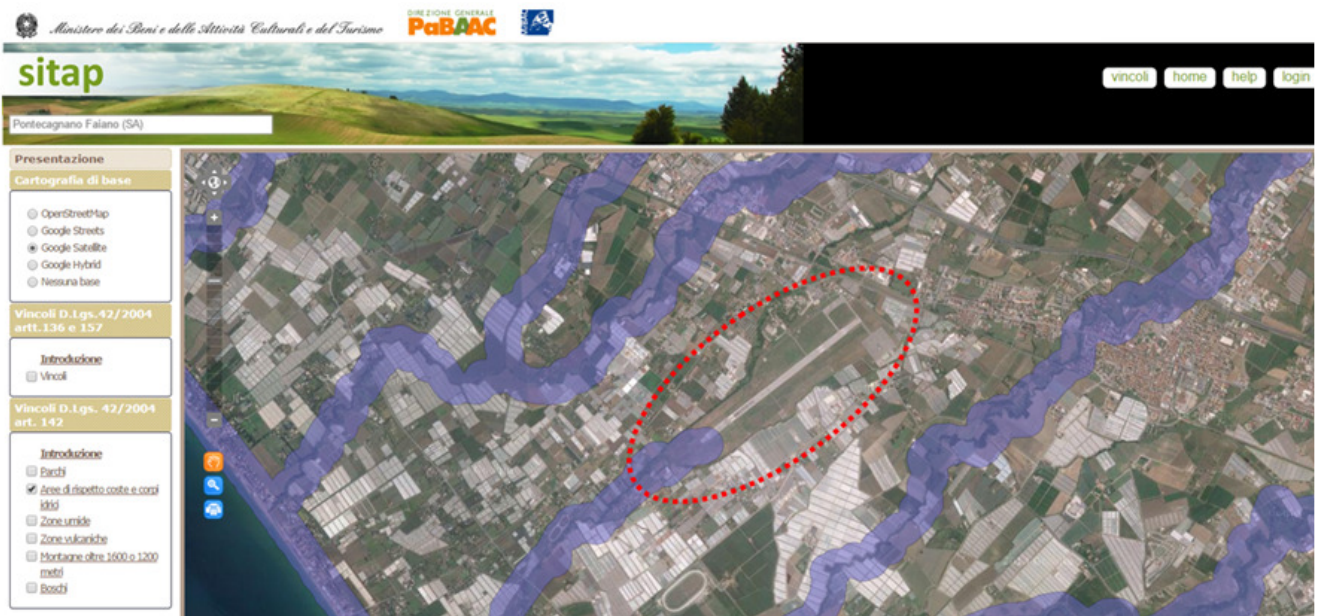 Ministero dei Beni e delle Attività Culturali e del Turismo
DIREZIONE GENERALE
PaBAAC
MiBAC
sitap
vincoli home help login
Pontecagnano Faiano (SA)
Presentazione
Cartografia di base
OpenStreetMap
Google Streets
Google Satellite
Google Hybrid
Nessuna base
Vincoli D.Lgs.42/2004
artt.136 e 157
Introduzione
Vincoli
Vincoli D.Lgs. 42/2004
art. 142
Introduzione
Parchi
Aree di rispetto coste e corpi
idrici
Zone umide
Zone vulcaniche
Montagne oltre 1600 o 1200
metri
Boschi